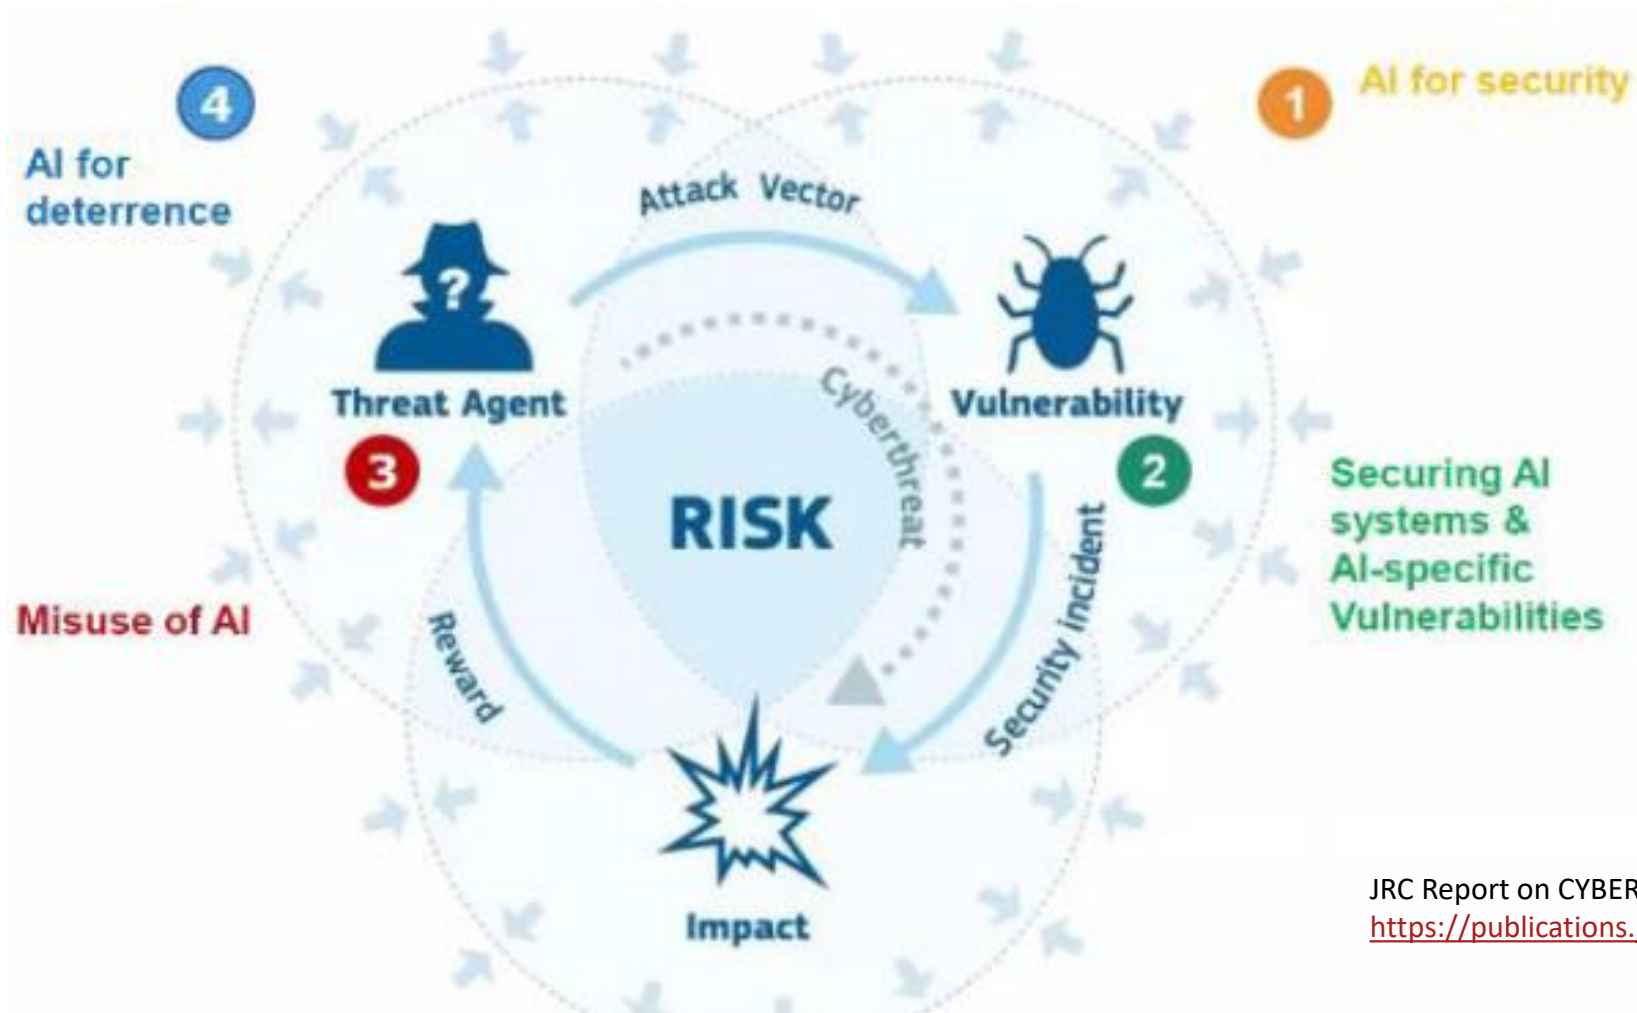 4
AI for
deterrence
1
AI for security
Attack Vector
?
Threat Agent
Vulnerability
3
2
Cyberthreat
RISK
Securing AI
systems &
AI-specific
Vulnerabilities
Misuse of AI
Reward
Security incident
Impact
JRC Report on CYBER
https://publications.